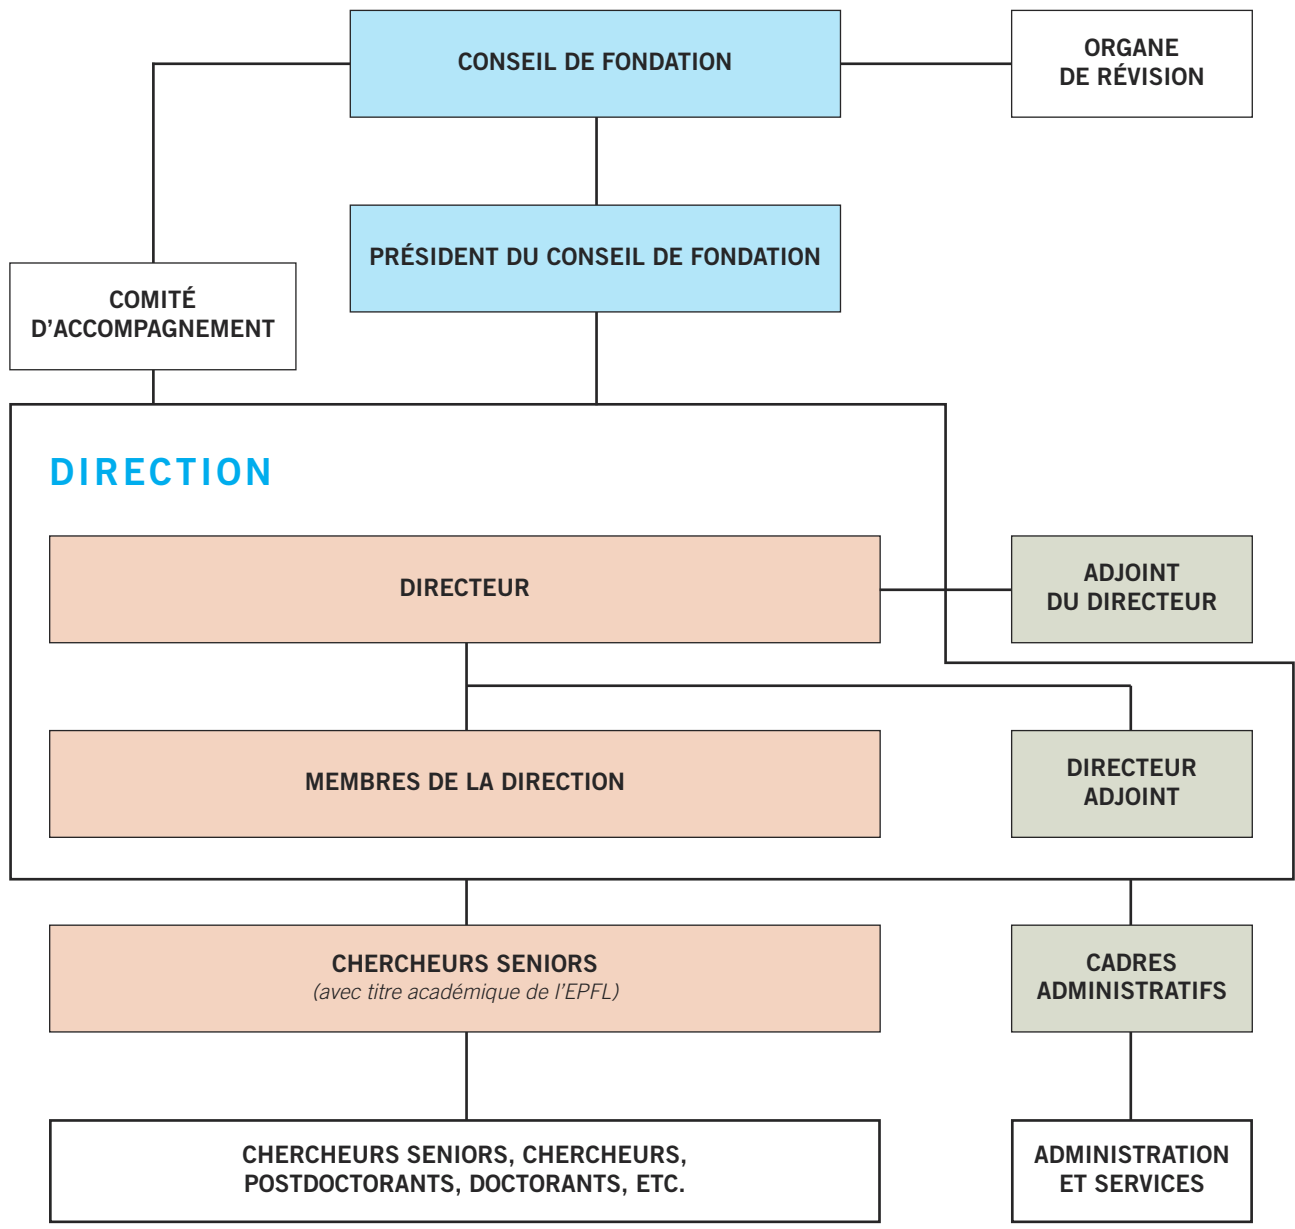 CONSEIL DE FONDATION
ORGANE
DE RÉVISION
PRÉSIDENT DU CONSEIL DE FONDATION
COMITÉ
D’ACCOMPAGNEMENT
DIRECTION
DIRECTEUR
ADJOINT
DU DIRECTEUR
MEMBRES DE LA DIRECTION
DIRECTEUR
ADJOINT
CHERCHEURS SENIORS
(avec titre académique de l’EPFL)
CADRES
ADMINISTRATIFS
CHERCHEURS SENIORS, CHERCHEURS,
POSTDOCTORANTS, DOCTORANTS, ETC.
ADMINISTRATION
ET SERVICES